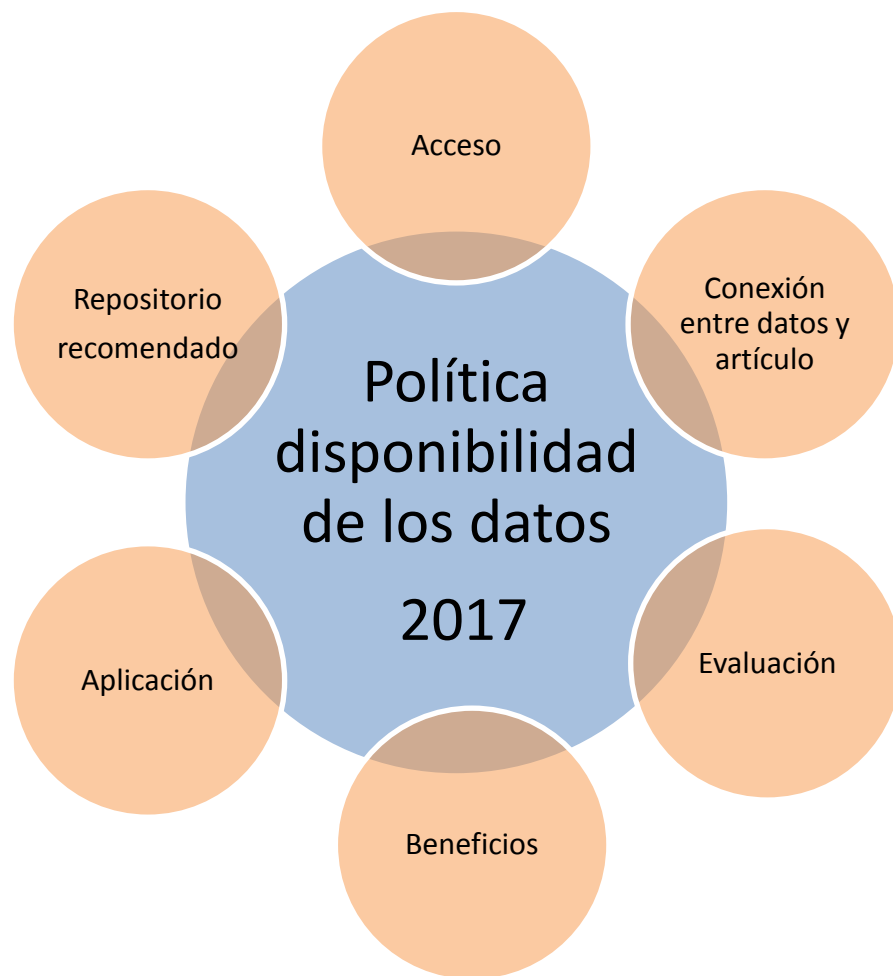 Acceso
Conexión
entre datos y
artículo
Evaluación
Beneficios
Aplicación
Repositorio
recomendado
Política
disponibilidad
de los datos
2017